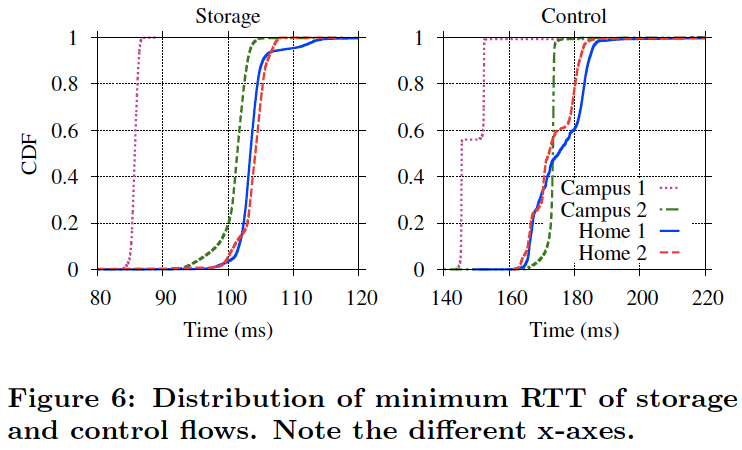 Storage
Control
1
0.8
0.6
0.4
0.2
0
CDF
80 90 100 110 120
Time (ms)
1
0.8
0.6
0.4
0.2
0
Campus 1
Campus 2
Home 1
Home 2
140 160 180 200 220
Time (ms)
Figure 6: Distribution of minimum RTT of storage
and control flows. Note the different x-axes.